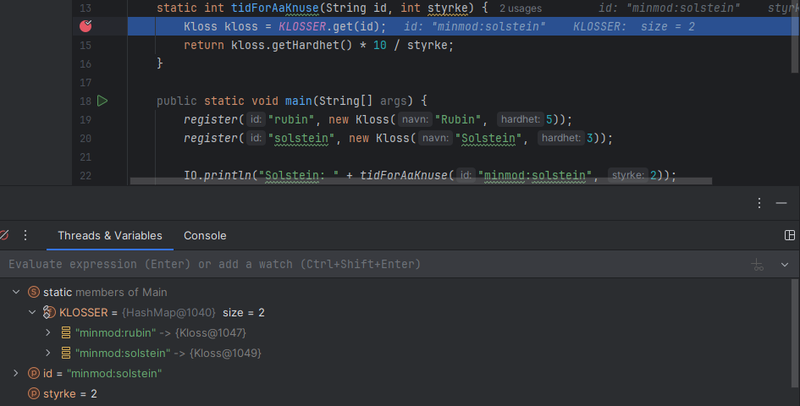 13 static int tidForAaKnuse(String id, int styrke) { 2 usages id: "minmod:solstein" styrk
Kloss kloss = KLOSSER.get(id); id: "minmod:solstein" KLOSSER: size = 2
15 return kloss.getHardhet() * 10 / styrke;
16 }
17
18 public static void main(String[] args) {
19 register( id: "rubin", new Kloss( navn: "Rubin", hardhet: 5));
20 register( id: "solstein", new Kloss( navn: "Solstein", hardhet: 3));
21
22 IO.println("Solstein: " + tidForAaKnuse( id: "minmod:solstein", styrke: 2));
Threads & Variables Console
Evaluate expression (Enter) or add a watch (Ctrl+Shift+Enter)
static members of Main
KLOSSER = {HashMap@1040} size = 2
"minmod:rubin" -> {Kloss@1047}
"minmod:solstein" -> {Kloss@1049}
id = "minmod:solstein"
styrke = 2